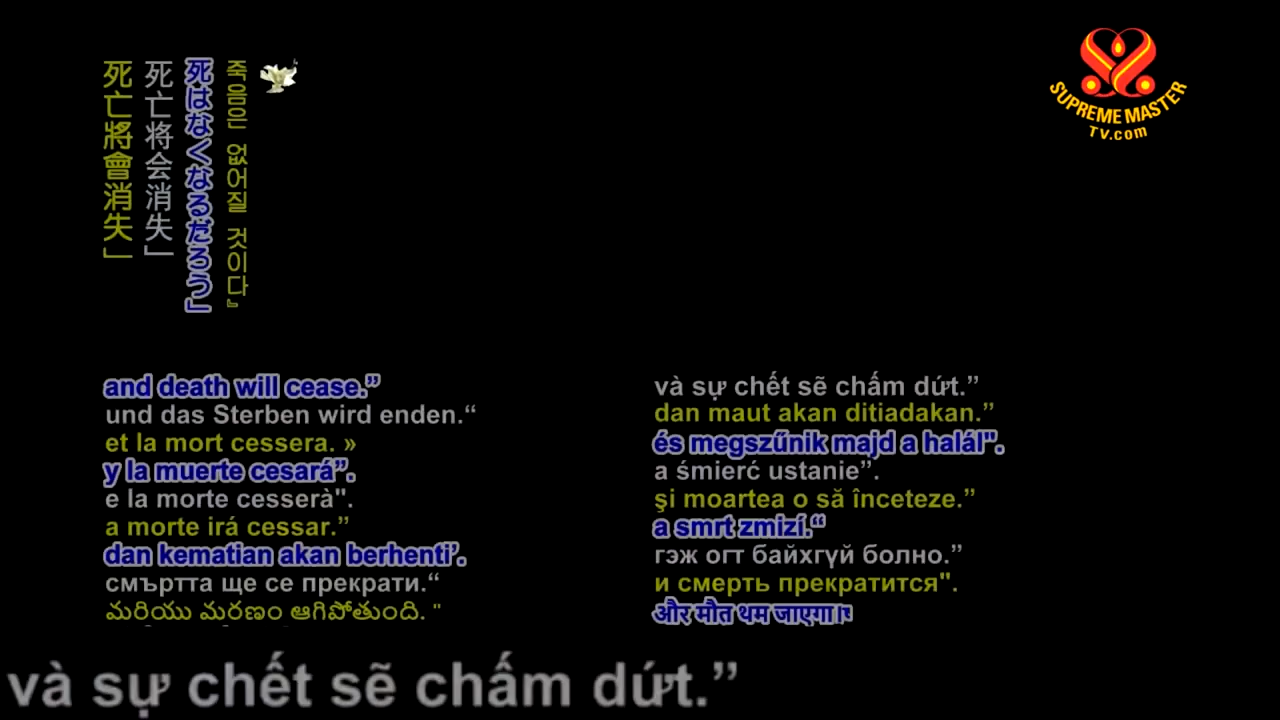 死亡將會消失」
死亡将会消失」
死はなくなるだろう」
죽음은 없어질 것이다』
SUPREME MASTER
TV.com
and death will cease.”
und das Sterben wird enden.“
et la mort cessera. »
y la muerte cesará”.
e la morte cesserà".
a morte irá cessar.”
dan kematian akan berhenti’.
смъртта ще се прекрати.“
మరియు మరణం ఆగిపోతుంది. "
và sự chết sẽ chấm dứt.”
dan maut akan ditiadakan.”
és megszűnik majd a halál".
a śmierć ustanie”.
şi moartea o să înceteze.”
a smrt zmizí.“
гэж огт байхгүй болно.”
и смерть прекратится".
और मौत थम जाएगा।"
và sự chết sẽ chấm dứt.”